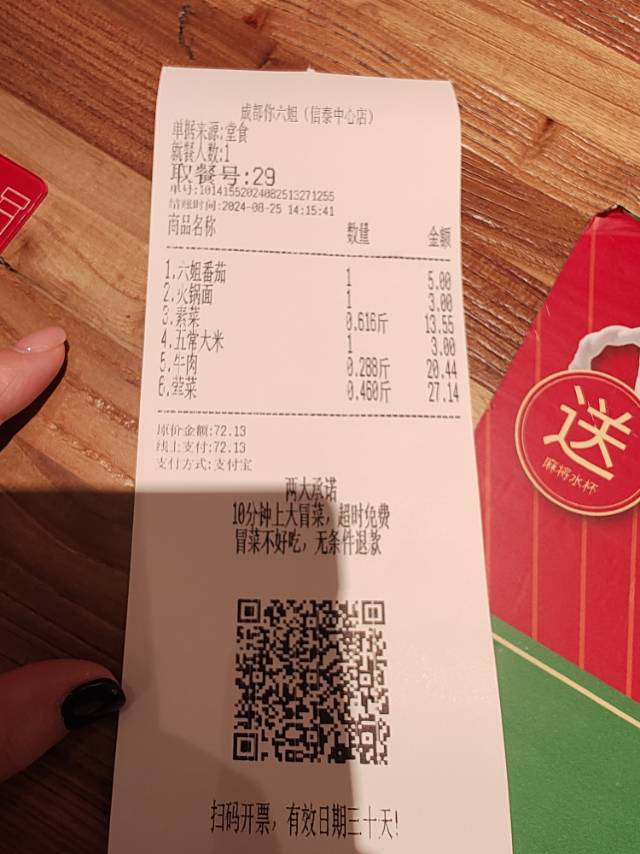 成都你六姐（信泰中心店）
单据来源:堂食
就餐人数:1
取餐号:29
单号:1014155202408251327 1255
结账时间:2024-08-25 14:15:41
商品名称 数量 金额
1.六姐番茄 1 5.00
2.火锅面 1 3.00
3.素菜 0.616斤 13.55
4.五常大米 1 3.00
5.牛肉 0.288斤 20.44
6.荤菜 0.460斤 27.14
原价金额:72.13
线上支付:72.13
支付方式:支付宝
两大承诺
10分钟上大冒菜，超时免费
冒菜不好吃，无条件退款
扫码开票，有效日期三十天!
送
麻将水杯